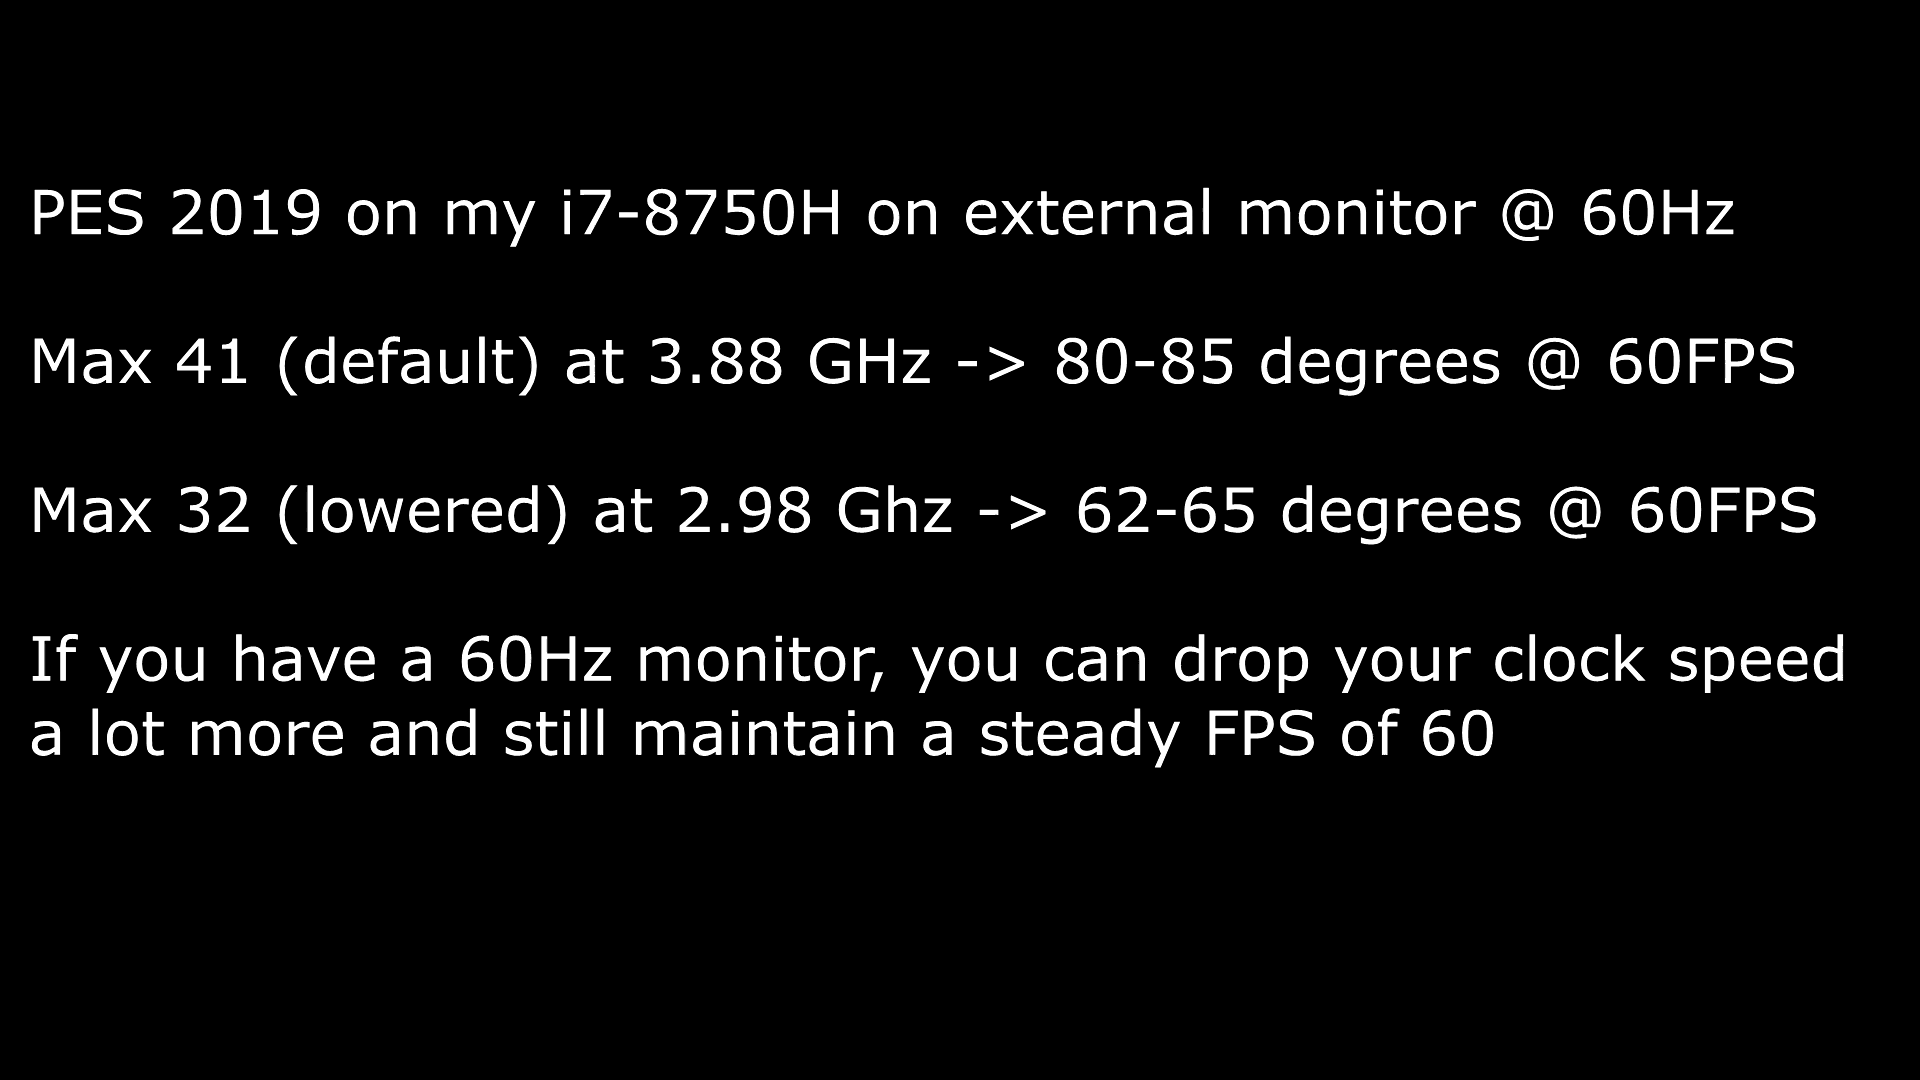 PES 2019 on my i7-8750H on external monitor @ 60Hz
Max 41 (default) at 3.88 GHz -> 80-85 degrees @ 60FPS
Max 32 (lowered) at 2.98 Ghz -> 62-65 degrees @ 60FPS
If you have a 60Hz monitor, you can drop your clock speed
a lot more and still maintain a steady FPS of 60